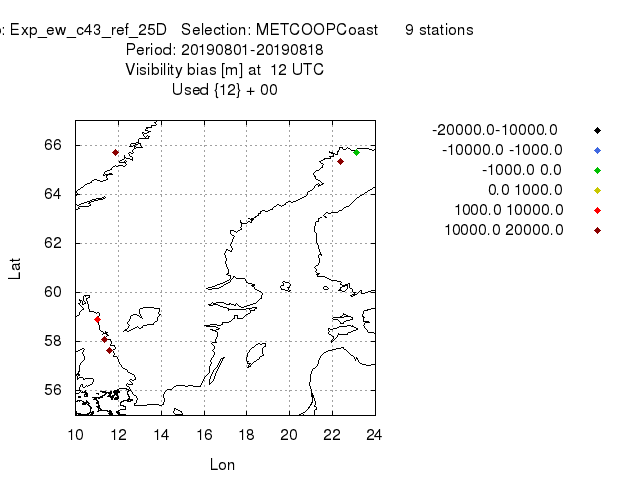 : Exp_ew_c43_ref_25D Selection: METCOOPCoast 9 stations
Period: 20190801-20190818
Visibility bias [m] at 12 UTC
Used {12} + 00
-20000.0-10000.0
-10000.0 -1000.0
-1000.0 0.0
0.0 1000.0
1000.0 10000.0
10000.0 20000.0
66
64
62
60
58
56
Lat
10 12 14 16 18 20 22 24
Lon